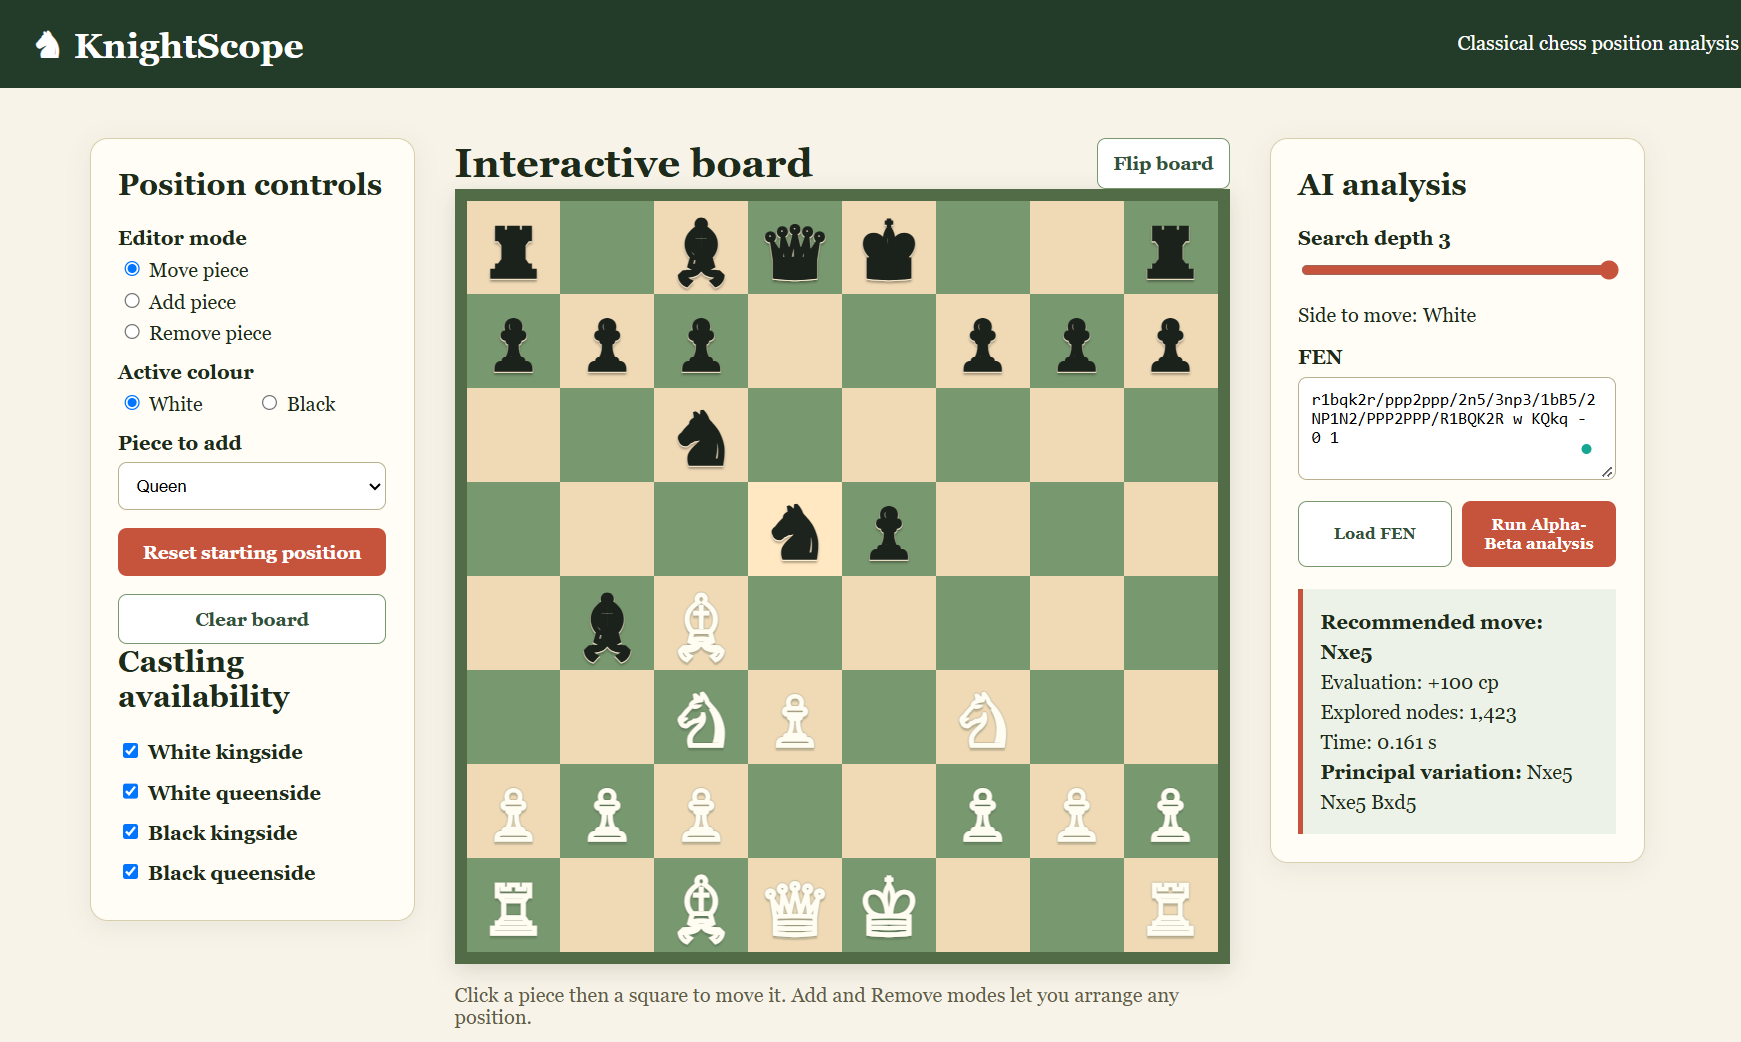 KnightScope
Classical chess position analysis
Position controls
Editor mode
Move piece
Add piece
Remove piece
Active colour
White
Black
Piece to add
Queen
Reset starting position
Clear board
Castling
availability
White kingside
White queenside
Black kingside
Black queenside
Interactive board
Flip board
Click a piece then a square to move it. Add and Remove modes let you arrange any
position.
AI analysis
Search depth 3
Side to move: White
FEN
r1bqk2r/ppp2ppp/2n5/3np3/1bB5/2
NP1N2/PPP2PPP/R1BQK2R w KQkq -
0 1
Load FEN
Run Alpha-
Beta analysis
Recommended move:
Nxe5
Evaluation: +100 cp
Explored nodes: 1,423
Time: 0.161 s
Principal variation: Nxe5
Nxe5 Bxd5